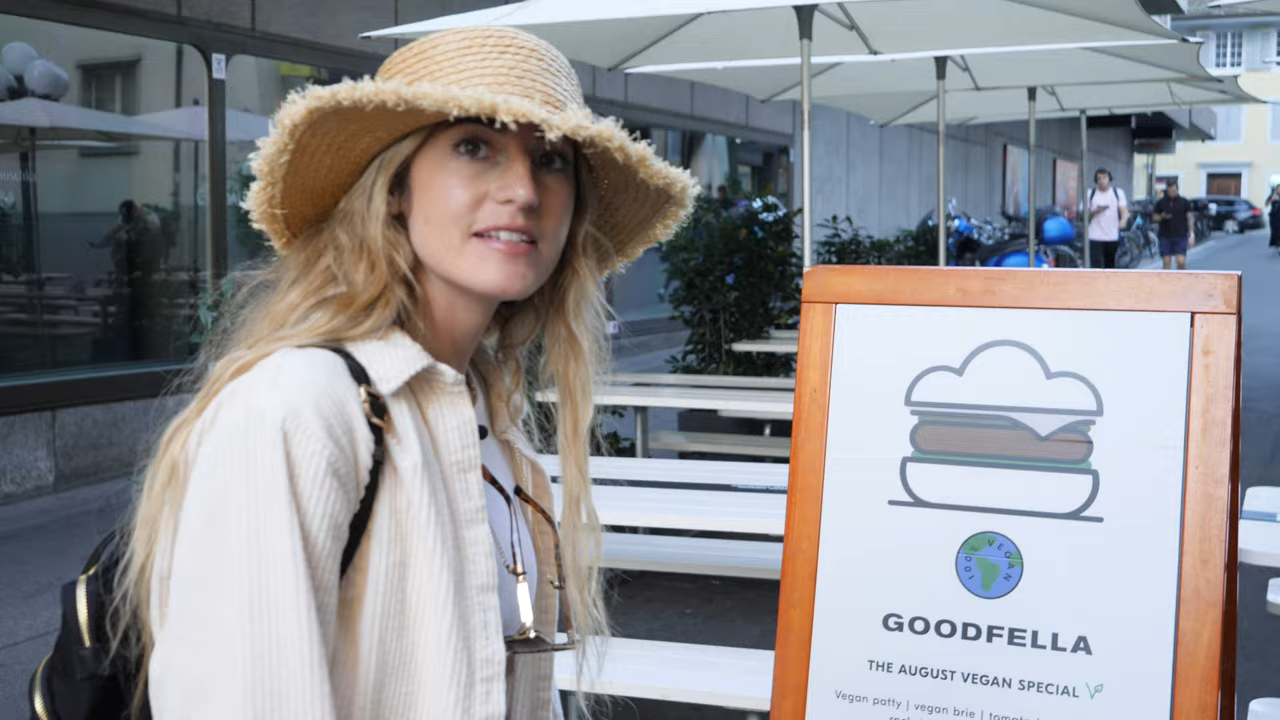 100% VEGAN
GOODFELLA
THE AUGUST VEGAN SPECIAL
Vegan patty | vegan brie |